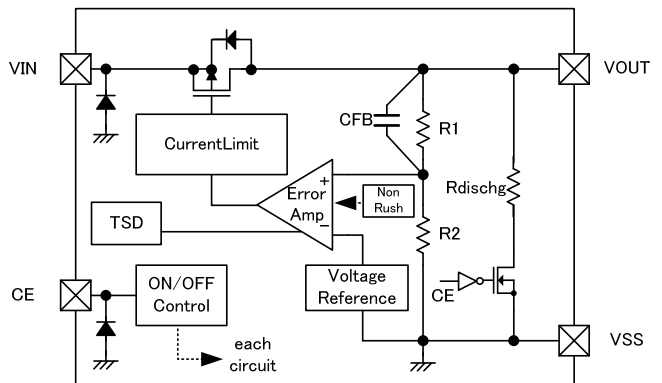 VIN
VOUT
CurrentLimit
CFB
R1
Rdischg
+
Error
Amp
−
Non
Rush
TSD
R2
CE
ON/OFF
Control
Voltage
Reference
CE
VSS
each
circuit